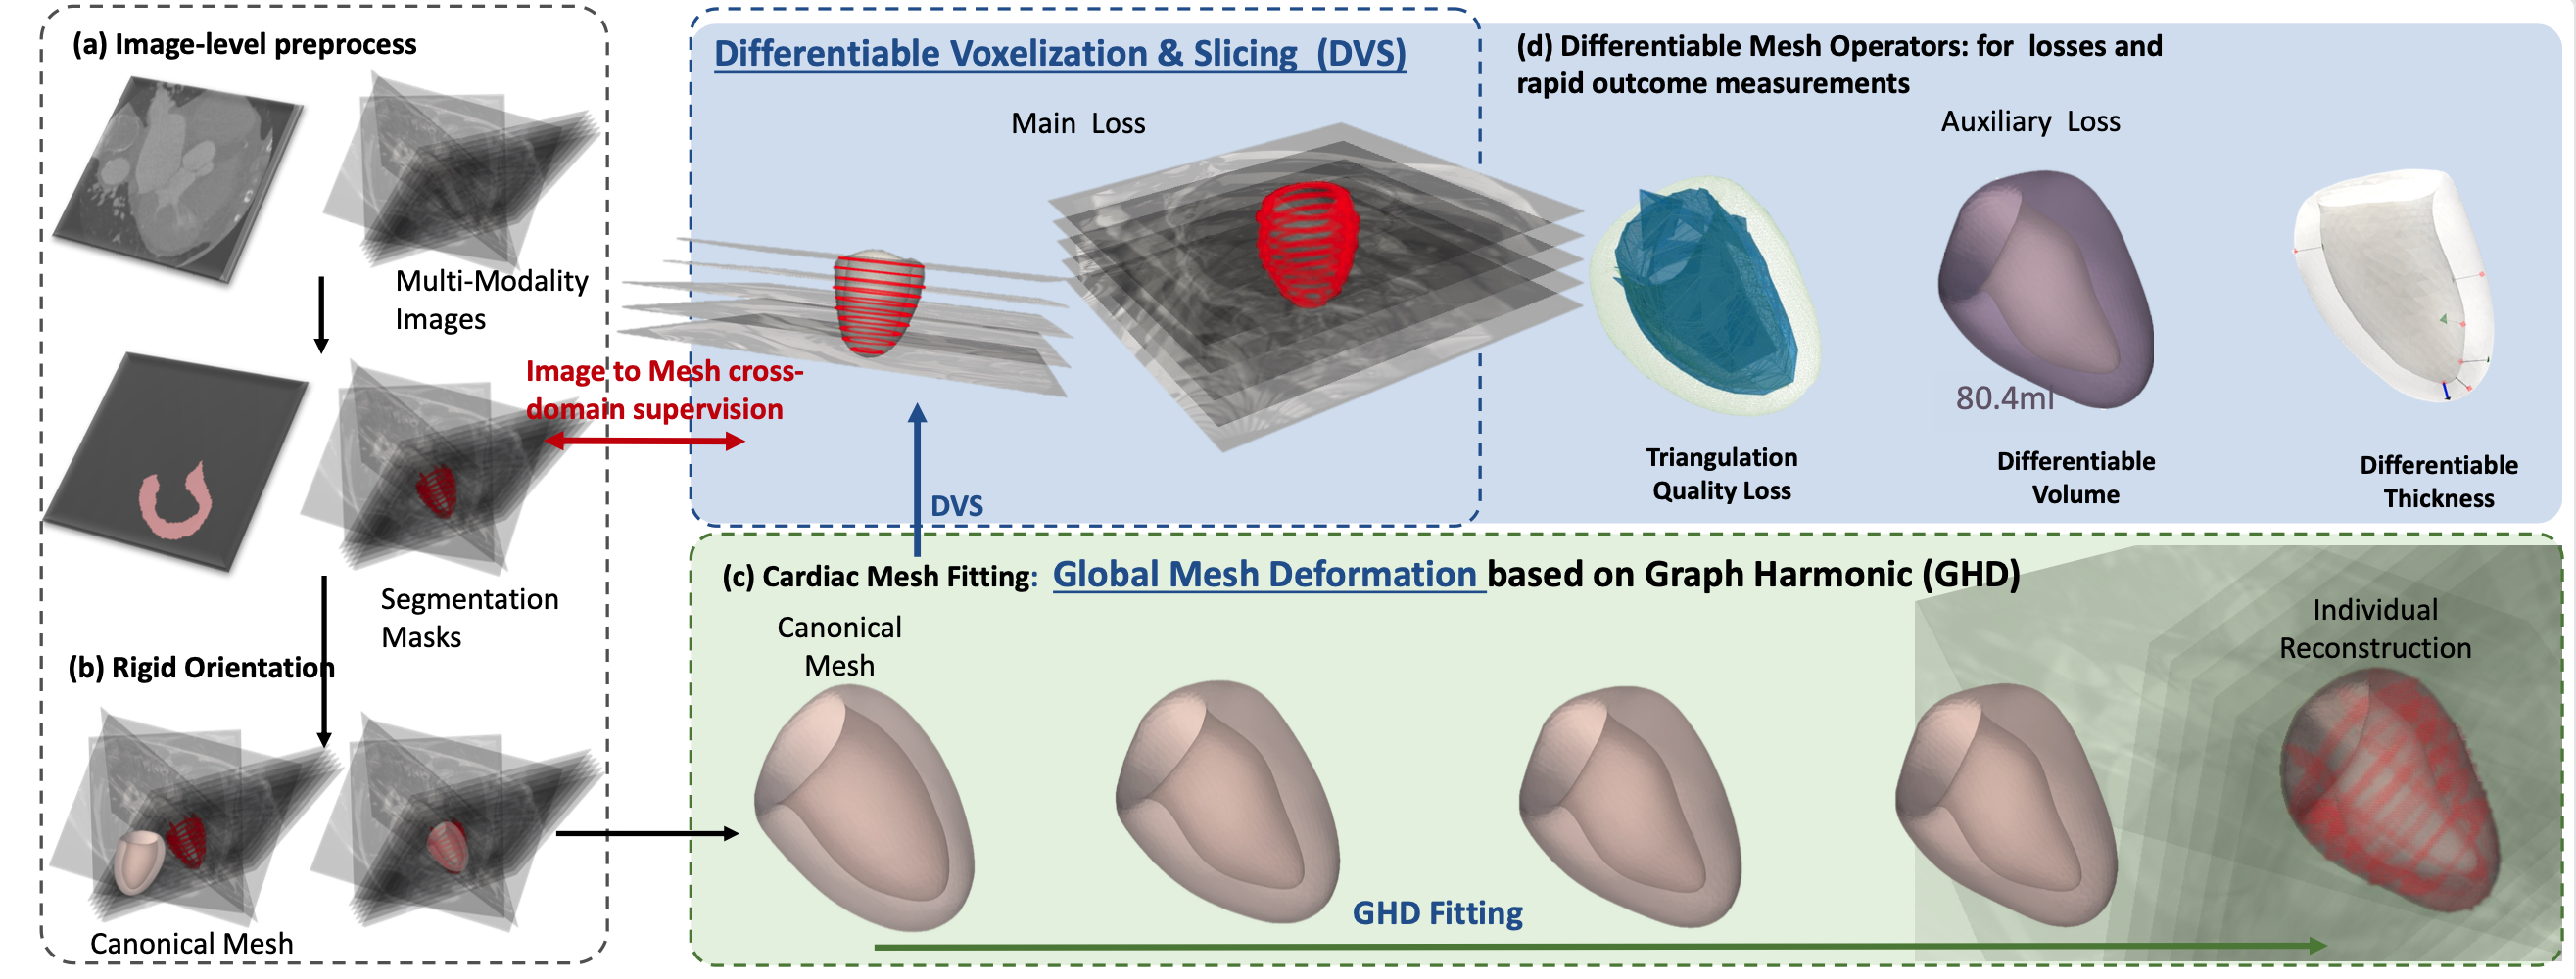 (a) Image-level preprocess
Multi-Modality
Images
Segmentation
Masks
(b) Rigid Orientation
Canonical Mesh
Image to Mesh cross-
domain supervision
Differentiable Voxelization & Slicing (DVS)
Main Loss
DVS
(d) Differentiable Mesh Operators: for losses and
rapid outcome measurements
Auxiliary Loss
80.4ml
Triangulation
Quality Loss
Differentiable
Volume
Differentiable
Thickness
(c) Cardiac Mesh Fitting: Global Mesh Deformation based on Graph Harmonic (GHD)
Canonical
Mesh
Individual
Reconstruction
GHD Fitting